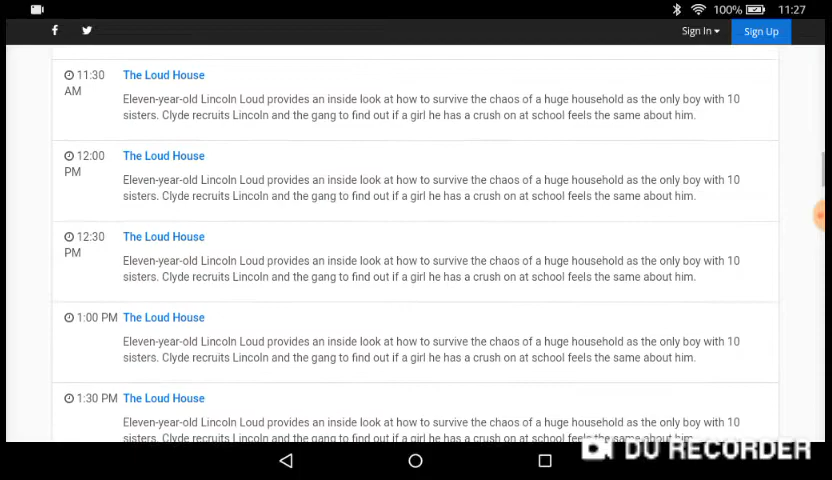 100% 11:27
Sign In Sign Up
11:30 AM The Loud House
Eleven-year-old Lincoln Loud provides an inside look at how to survive the chaos of a huge household as the only boy with 10
sisters. Clyde recruits Lincoln and the gang to find out if a girl he has a crush on at school feels the same about him.
12:00 PM The Loud House
Eleven-year-old Lincoln Loud provides an inside look at how to survive the chaos of a huge household as the only boy with 10
sisters. Clyde recruits Lincoln and the gang to find out if a girl he has a crush on at school feels the same about him.
12:30 PM The Loud House
Eleven-year-old Lincoln Loud provides an inside look at how to survive the chaos of a huge household as the only boy with 10
sisters. Clyde recruits Lincoln and the gang to find out if a girl he has a crush on at school feels the same about him.
1:00 PM The Loud House
Eleven-year-old Lincoln Loud provides an inside look at how to survive the chaos of a huge household as the only boy with 10
sisters. Clyde recruits Lincoln and the gang to find out if a girl he has a crush on at school feels the same about him.
1:30 PM The Loud House
Eleven-year-old Lincoln Loud provides an inside look at how to survive the chaos of a huge household as the only boy with 10
sisters. Clyde recruits Lincoln and the gang to find out if a girl he has a crush on at school feels the same about him.
DU RECORDER